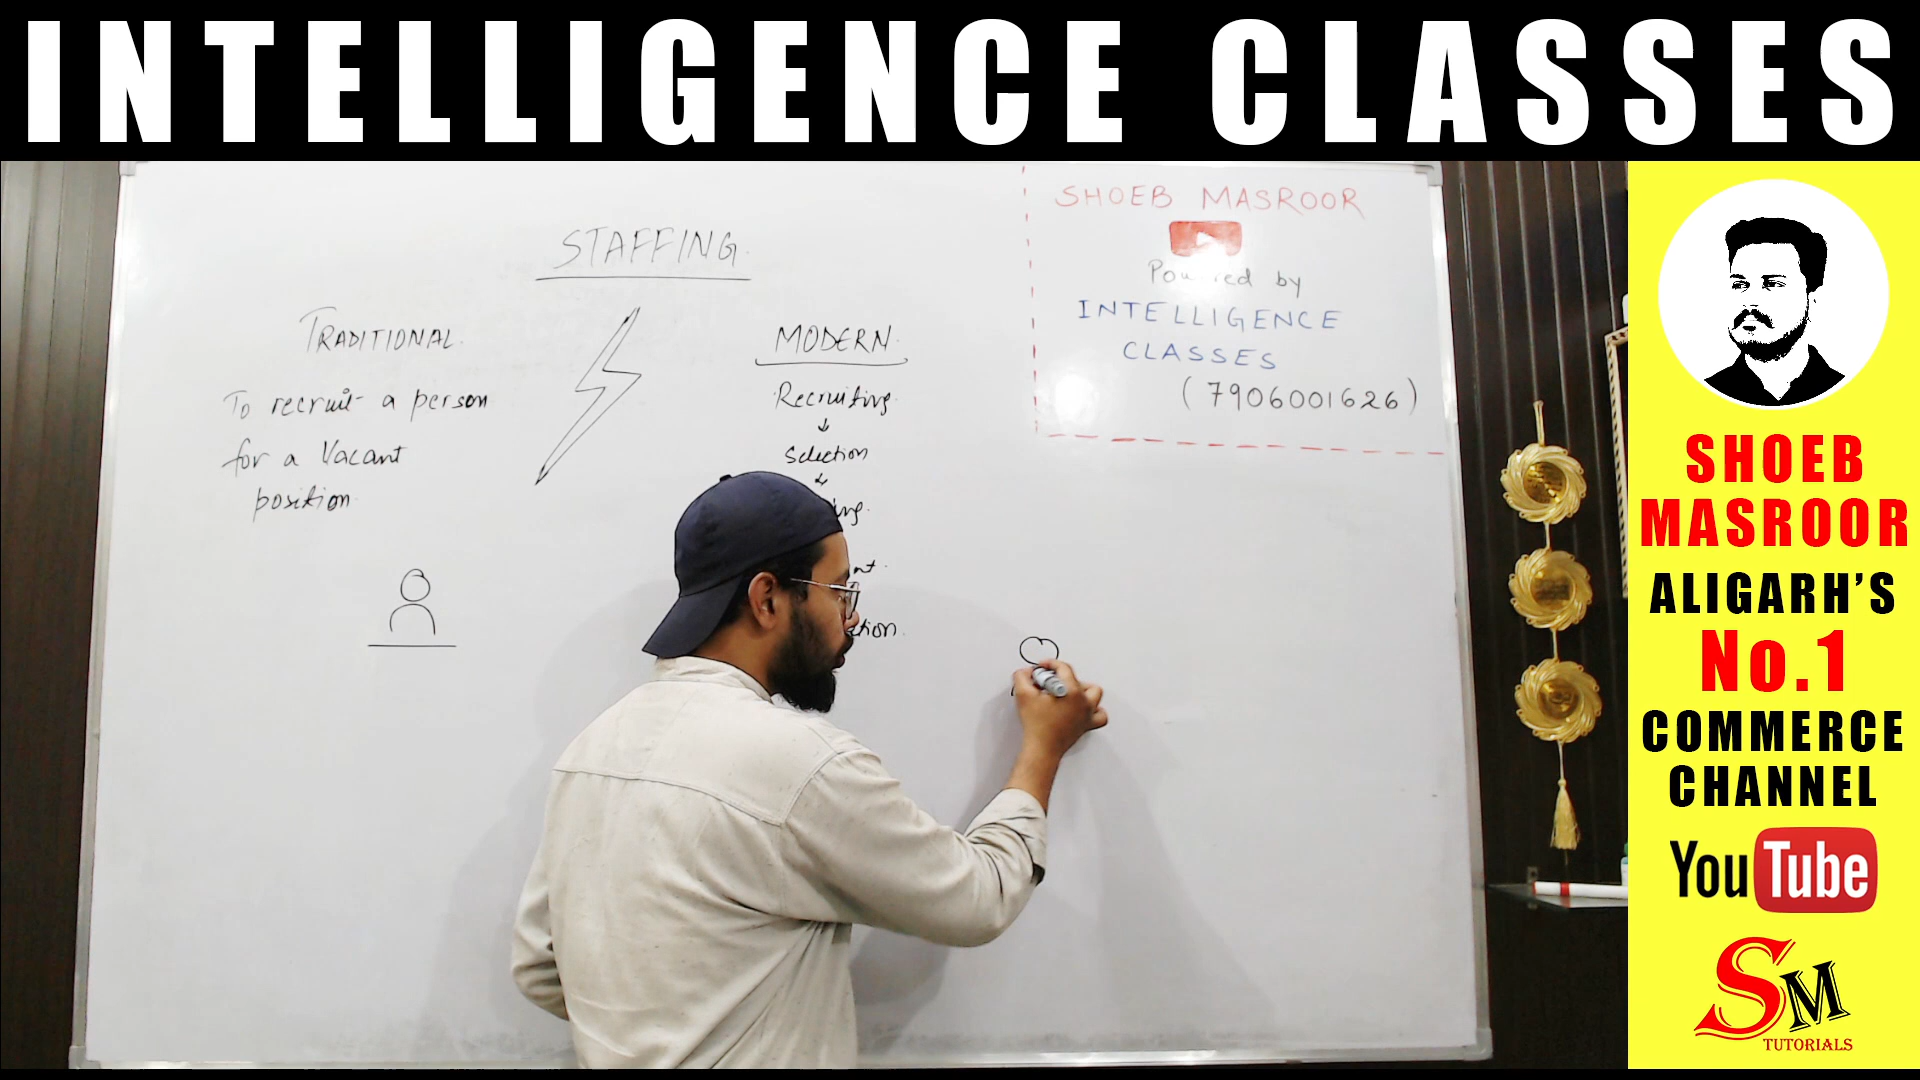 INTELLIGENCE CLASSES
STAFFING.
TRADITIONAL.
To recruit a person
for a Vacant
position.
MODERN.
Recruiting.
↓
Selection
↓
SHOEB MASROOR
by
INTELLIGENCE
CLASSES
(7906001626)
SHOEB
MASROOR
ALIGARH'S
No.1
COMMERCE
CHANNEL
YouTube
SM
TUTORIALS